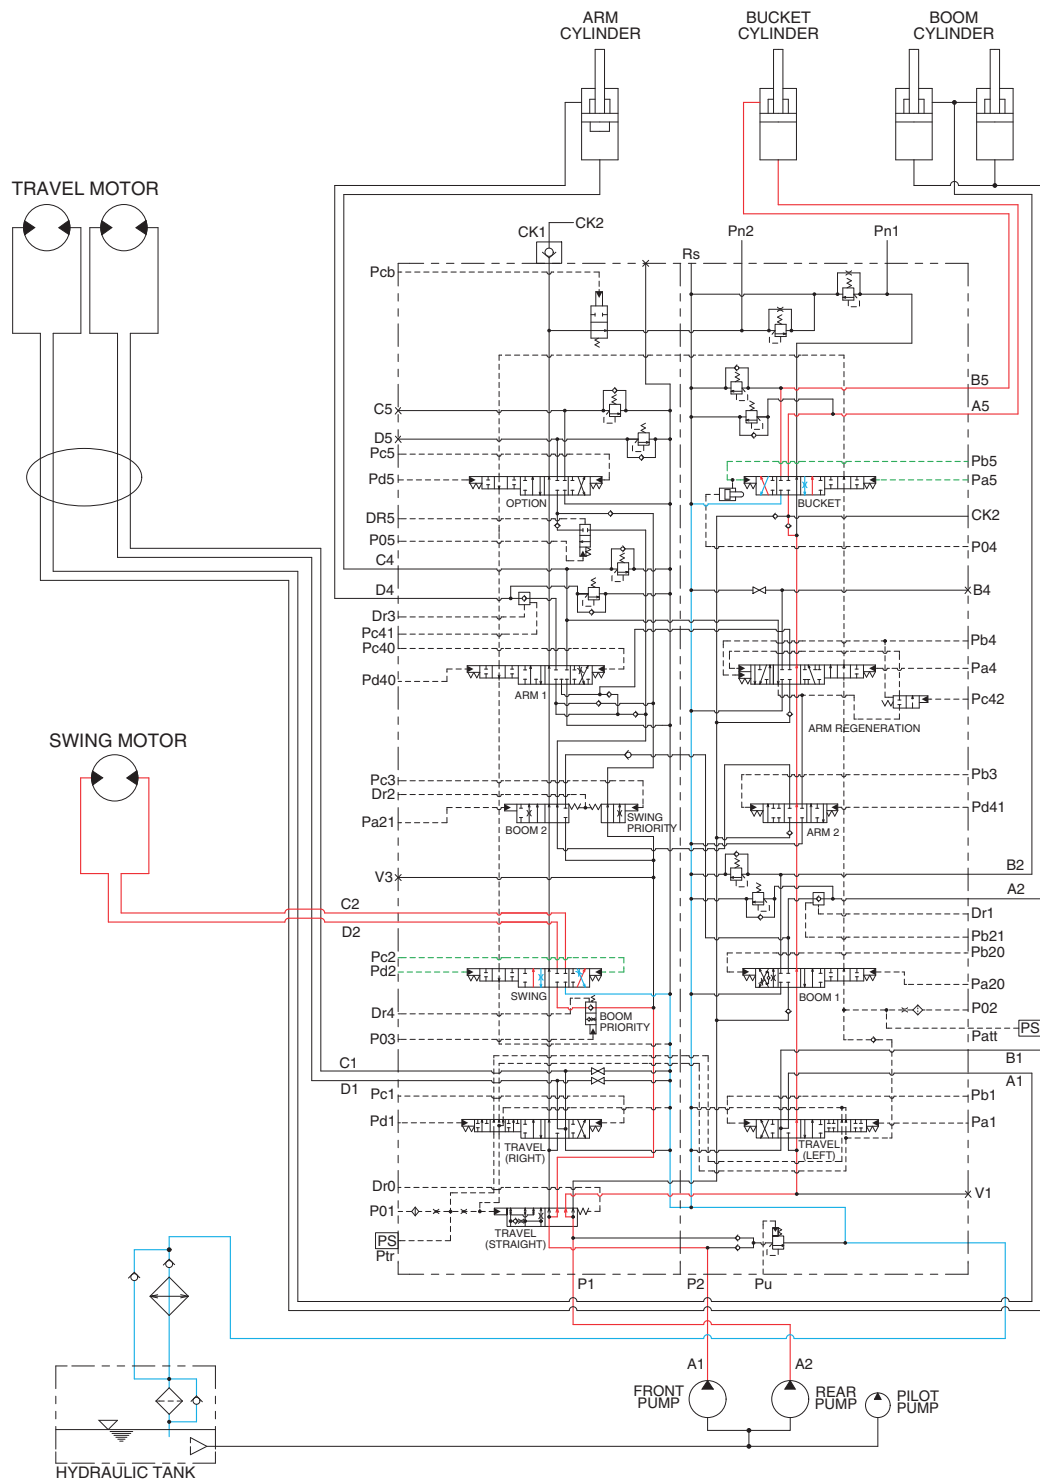 ARM
CYLINDER
BUCKET
CYLINDER
BOOM
CYLINDER
TRAVEL MOTOR
CK1
CK2
Pn2
Pn1
Rs
Pcb
B5
C5
A5
D5
Pc5
Pb5
Pd5
Pa5
OPTION
BUCKET
DR5
CK2
P05
P04
C4
D4
B4
Dr3
Pc41
Pb4
Pc40
Pa4
Pd40
ARM 1
Pc42
ARM REGENERATION
SWING MOTOR
Pc3
Pb3
Dr2
Pd41
Pa21
BOOM 2
SWING
PRIORITY
ARM 2
V3
B2
C2
A2
D2
Dr1
Pb21
Pc2
Pb20
Pd2
Pa20
SWING
BOOM 1
Dr4
BOOM
PRIORITY
P02
P03
PS
Patt
C1
B1
D1
A1
Pc1
Pb1
Pd1
Pa1
TRAVEL
(RIGHT)
TRAVEL
(LEFT)
Dr0
V1
P01
TRAVEL
(STRAIGHT)
PS
Ptr
P1
P2
Pu
A1
A2
FRONT
PUMP
REAR
PUMP
PILOT
PUMP
HYDRAULIC TANK